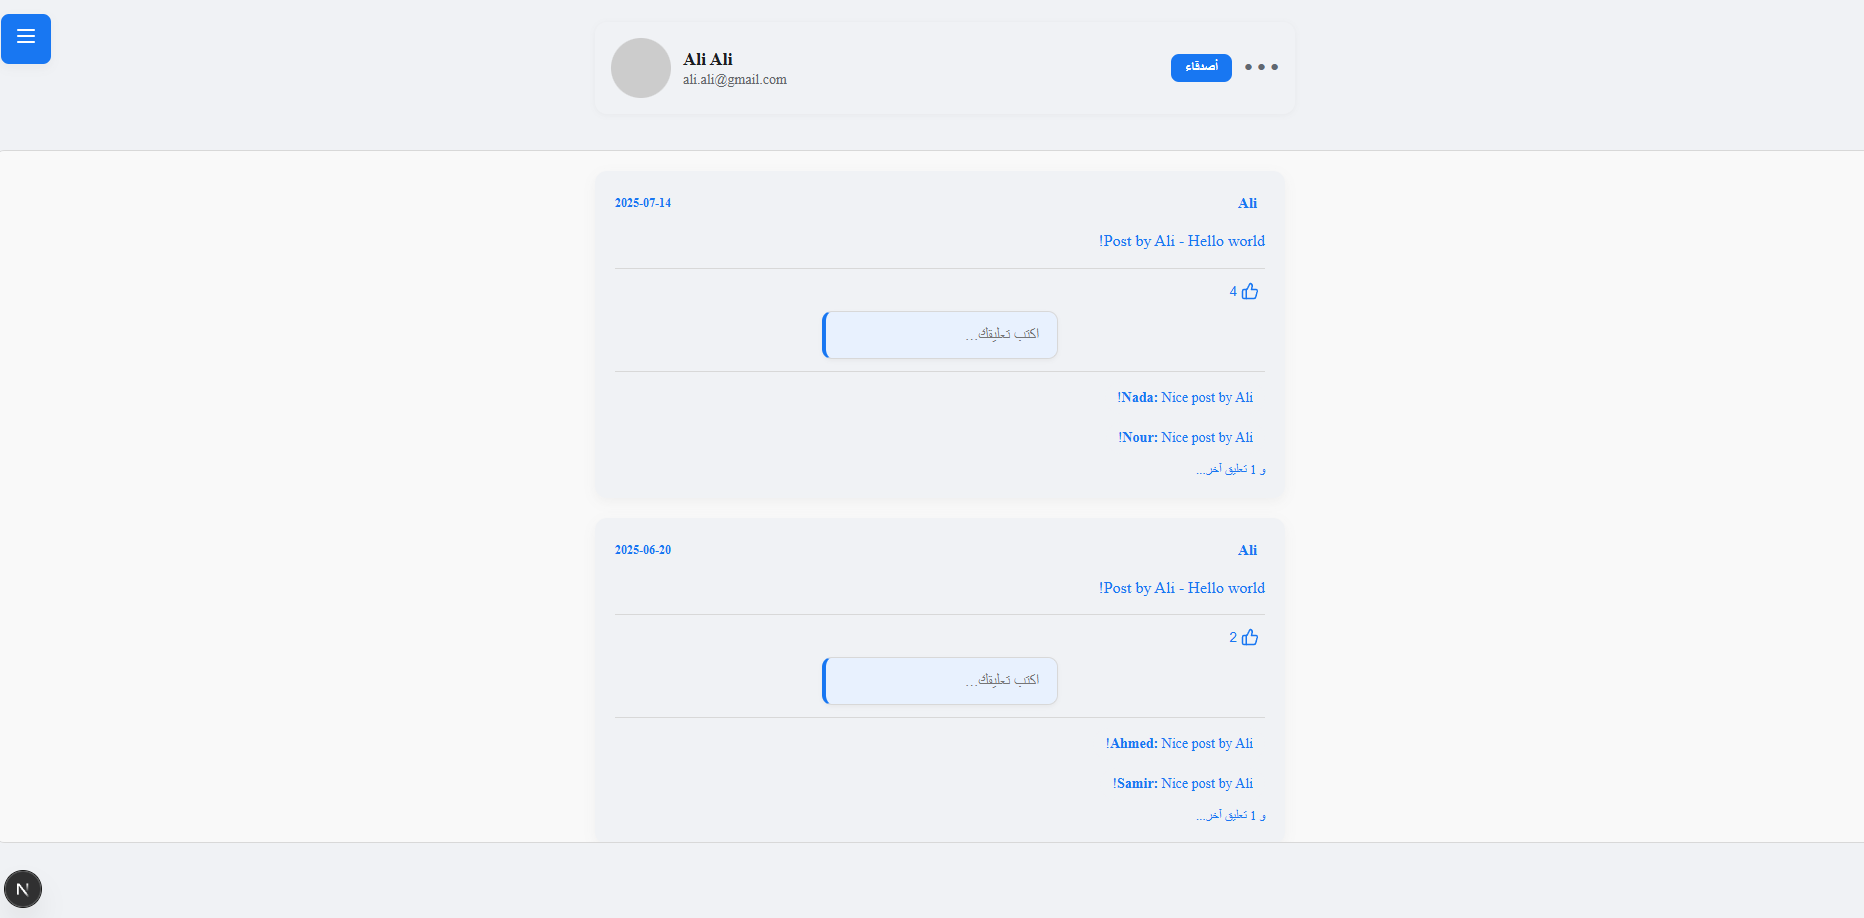 Ali Ali
ali.ali@gmail.com
أصدقاء
Ali
2025-07-14
!Post by Ali - Hello world
4
اكتب تعليقك...
!Nada: Nice post by Ali
!Nour: Nice post by Ali
و 1 تعليق آخر...
Ali
2025-06-20
!Post by Ali - Hello world
2
اكتب تعليقك...
!Ahmed: Nice post by Ali
!Samir: Nice post by Ali
و 1 تعليق آخر...
N